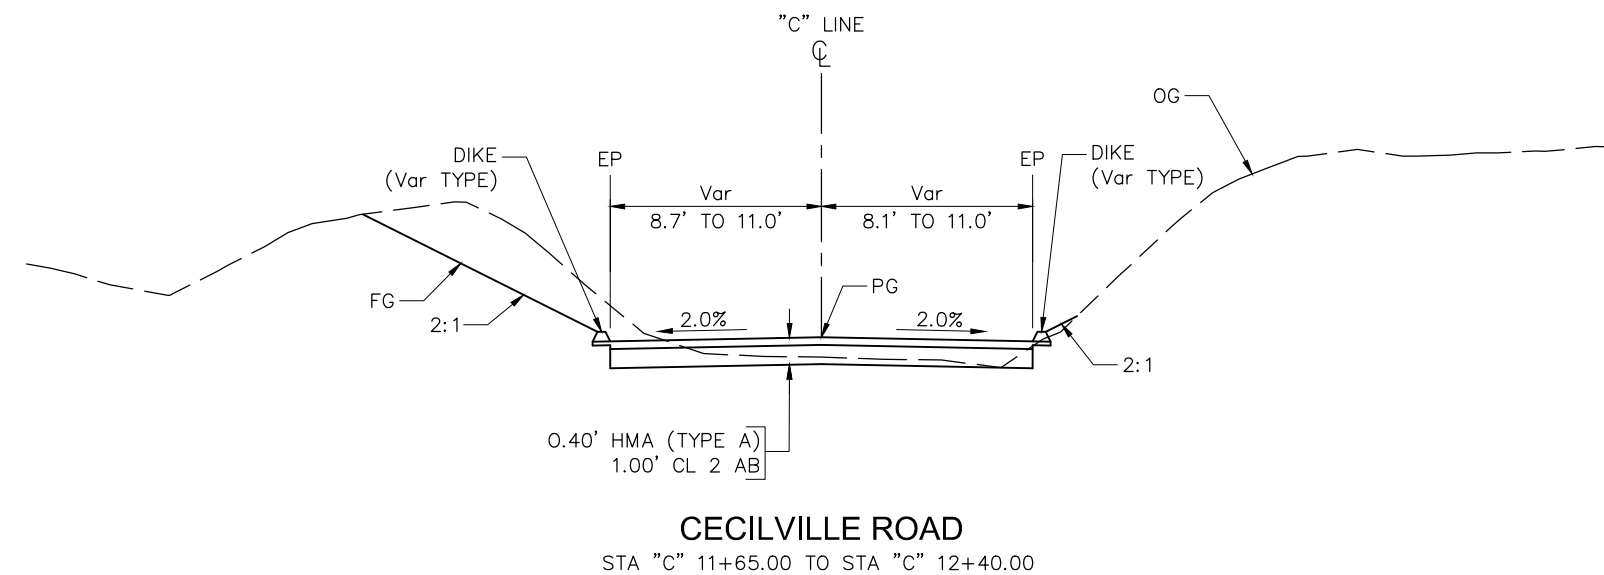 "C" LINE
℄
OG
DIKE
(Var TYPE)
EP
EP
DIKE
(Var TYPE)
Var
8.7' TO 11.0'
Var
8.1' TO 11.0'
FG
2:1
PG
2.0%
2.0%
2:1
0.40' HMA (TYPE A)
1.00' CL 2 AB
CECILVILLE ROAD
STA "C" 11+65.00 TO STA "C" 12+40.00